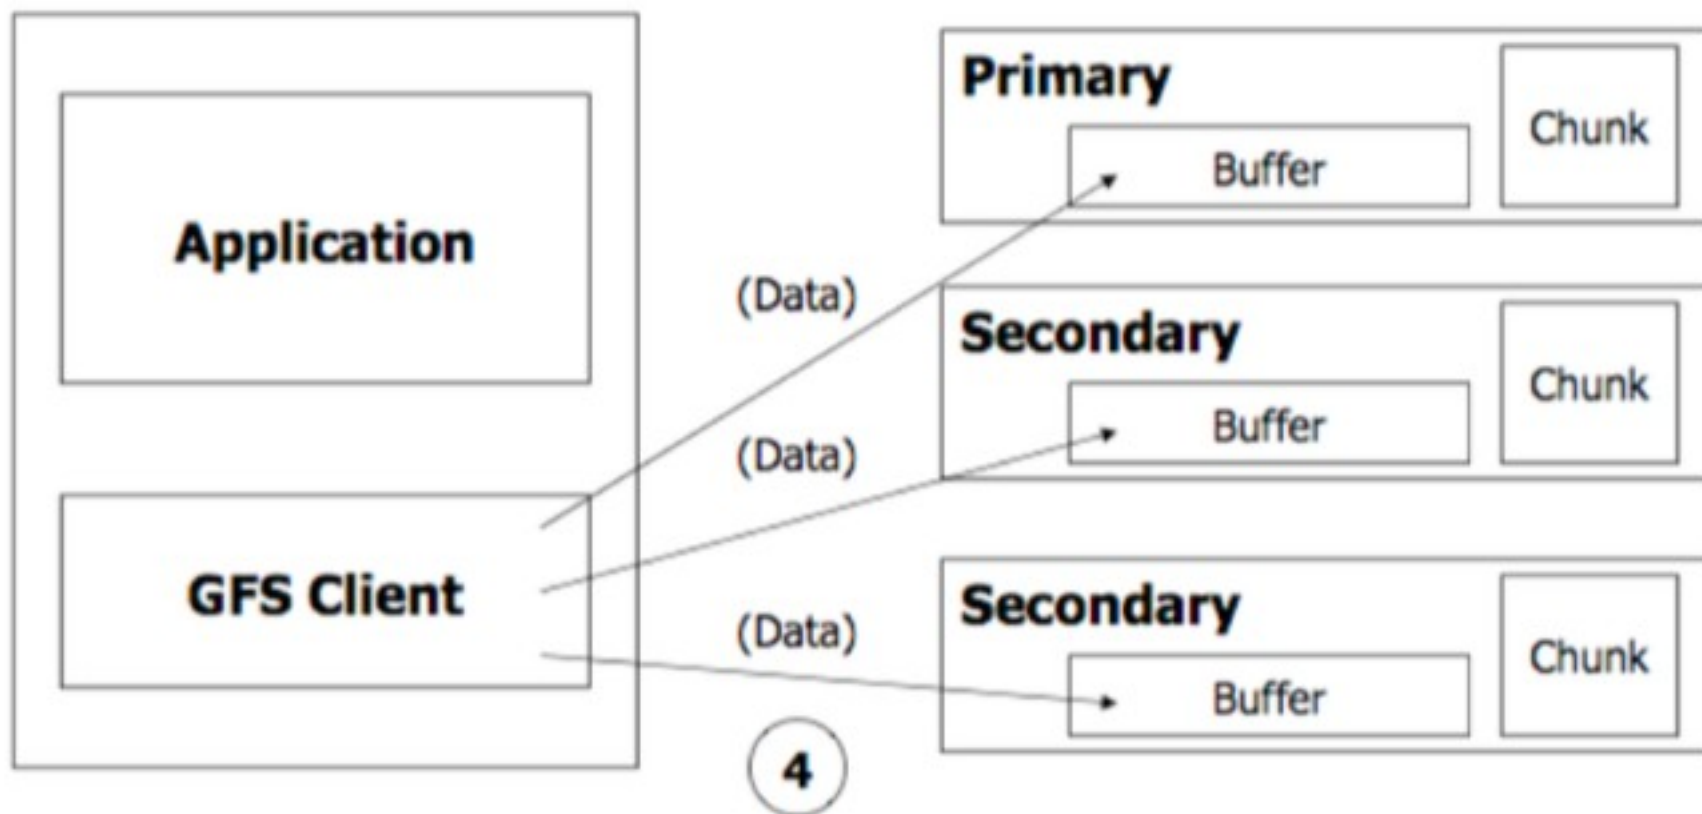 Application
GFS Client
(Data)
(Data)
(Data)
4
Primary
Buffer
Chunk
Secondary
Buffer
Chunk
Secondary
Buffer
Chunk